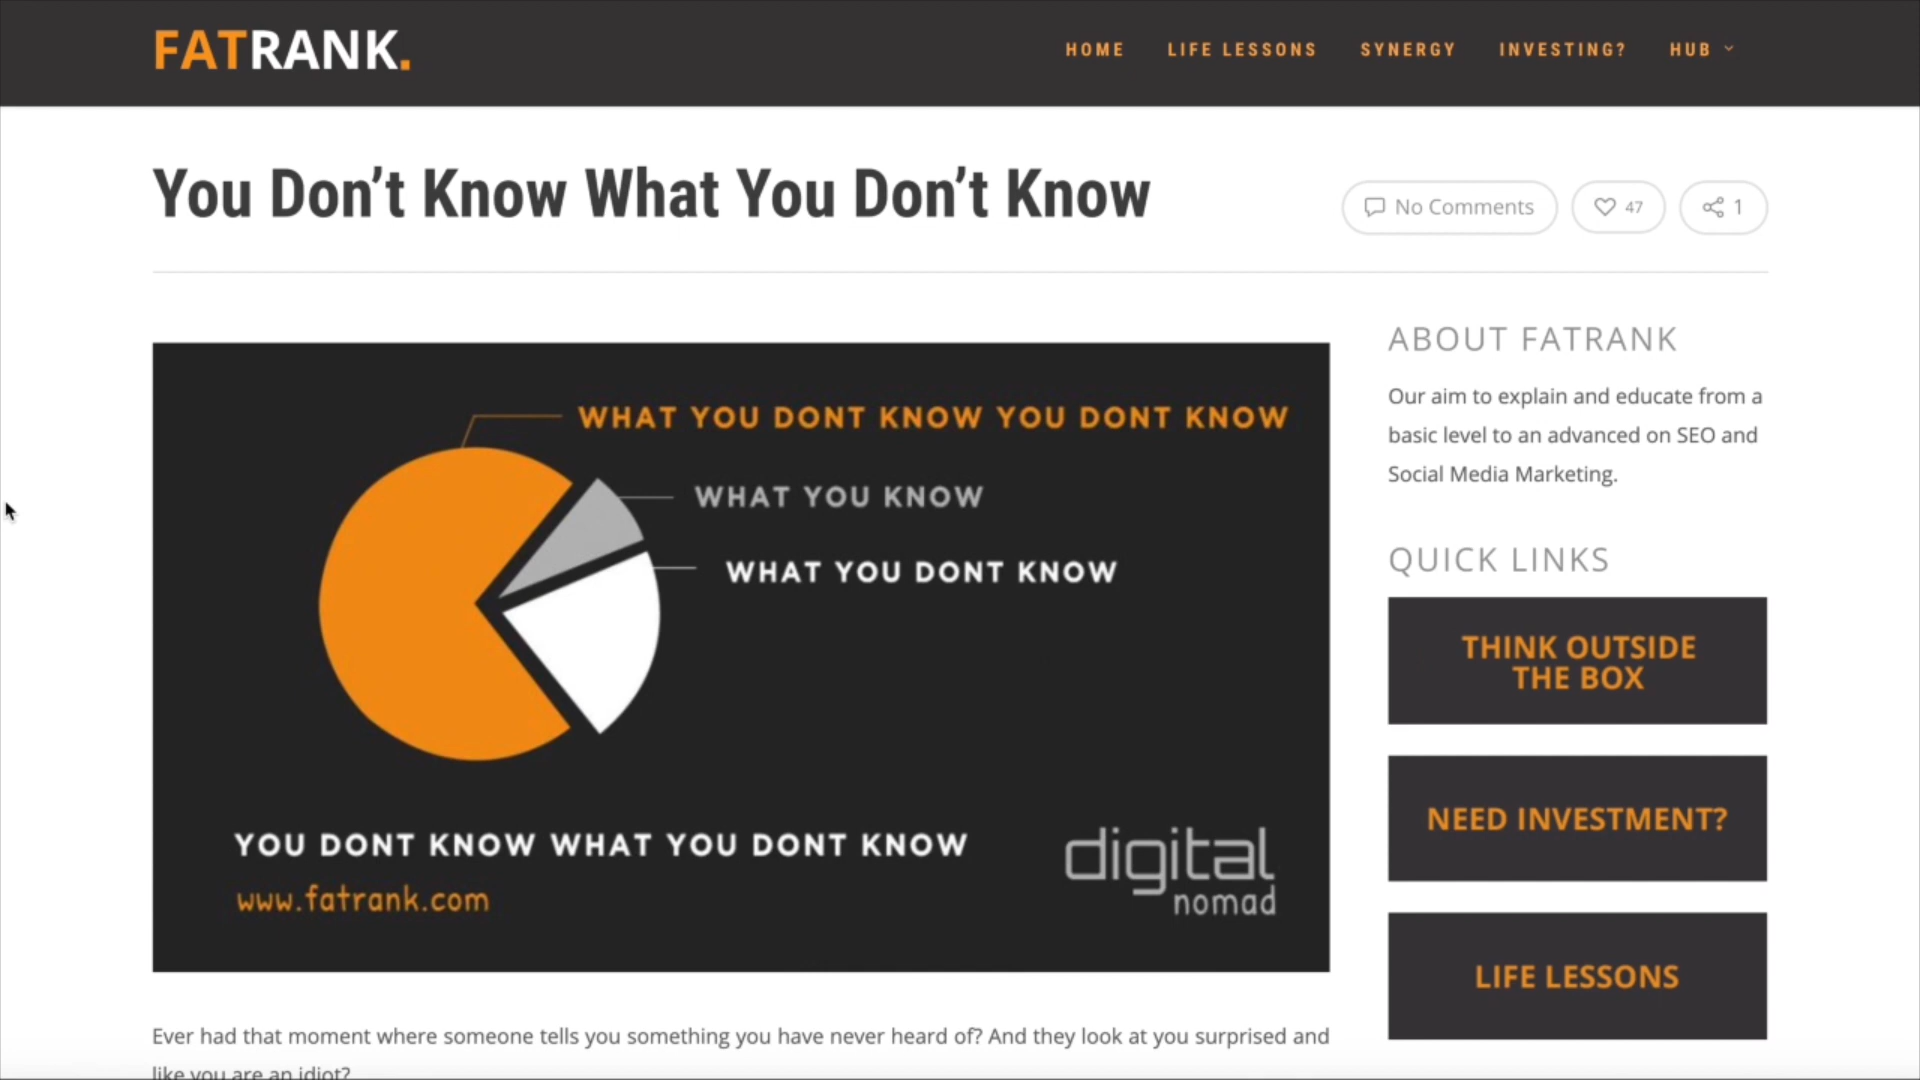 FATRANK.
HOME LIFE LESSONS SYNERGY INVESTING? HUB
You Don’t Know What You Don’t Know
No Comments 47 1
WHAT YOU DONT KNOW YOU DONT KNOW
WHAT YOU KNOW
WHAT YOU DONT KNOW
YOU DONT KNOW WHAT YOU DONT KNOW
www.fatrank.com
digital
nomad
Ever had that moment where someone tells you something you have never heard of? And they look at you surprised and
like you are an idiot?
ABOUT FATRANK
Our aim to explain and educate from a
basic level to an advanced on SEO and
Social Media Marketing.
QUICK LINKS
THINK OUTSIDE
THE BOX
NEED INVESTMENT?
LIFE LESSONS